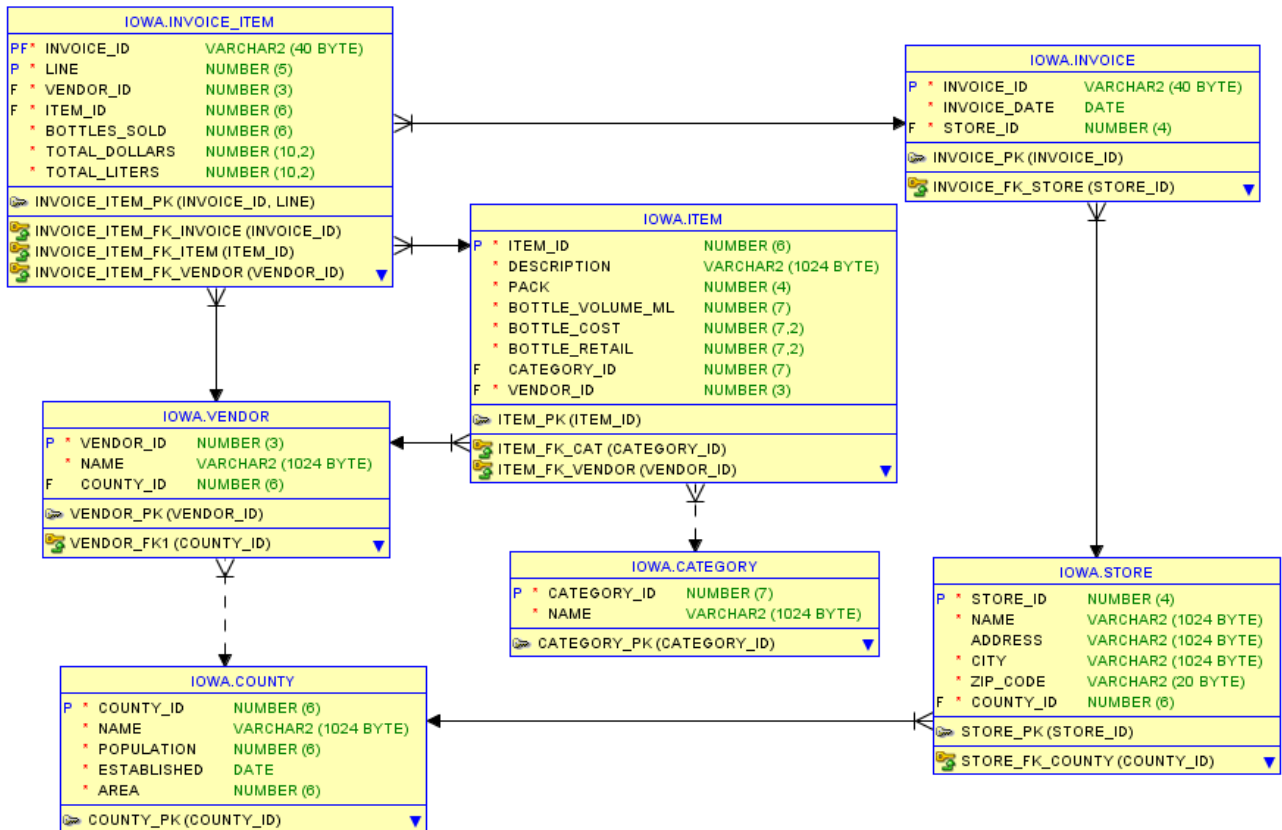 IOWA.INVOICE_ITEM
PF* INVOICE_ID VARCHAR2 (40 BYTE)
P * LINE NUMBER (5)
F * VENDOR_ID NUMBER (3)
F * ITEM_ID NUMBER (6)
* BOTTLES_SOLD NUMBER (6)
* TOTAL_DOLLARS NUMBER (10,2)
* TOTAL_LITERS NUMBER (10,2)
INVOICE_ITEM_PK (INVOICE_ID, LINE)
INVOICE_ITEM_FK_INVOICE (INVOICE_ID)
INVOICE_ITEM_FK_ITEM (ITEM_ID)
INVOICE_ITEM_FK_VENDOR (VENDOR_ID)
IOWA.INVOICE
P * INVOICE_ID VARCHAR2 (40 BYTE)
* INVOICE_DATE DATE
F * STORE_ID NUMBER (4)
INVOICE_PK (INVOICE_ID)
INVOICE_FK_STORE (STORE_ID)
IOWA.ITEM
P * ITEM_ID NUMBER (6)
* DESCRIPTION VARCHAR2 (1024 BYTE)
* PACK NUMBER (4)
* BOTTLE_VOLUME_ML NUMBER (7)
* BOTTLE_COST NUMBER (7,2)
* BOTTLE_RETAIL NUMBER (7,2)
F CATEGORY_ID NUMBER (7)
F * VENDOR_ID NUMBER (3)
ITEM_PK (ITEM_ID)
ITEM_FK_CAT (CATEGORY_ID)
ITEM_FK_VENDOR (VENDOR_ID)
IOWA.VENDOR
P * VENDOR_ID NUMBER (3)
* NAME VARCHAR2 (1024 BYTE)
F COUNTY_ID NUMBER (6)
VENDOR_PK (VENDOR_ID)
VENDOR_FK1 (COUNTY_ID)
IOWA.CATEGORY
P * CATEGORY_ID NUMBER (7)
* NAME VARCHAR2 (1024 BYTE)
CATEGORY_PK (CATEGORY_ID)
IOWA.STORE
P * STORE_ID NUMBER (4)
* NAME VARCHAR2 (1024 BYTE)
ADDRESS VARCHAR2 (1024 BYTE)
* CITY VARCHAR2 (1024 BYTE)
* ZIP_CODE VARCHAR2 (20 BYTE)
F * COUNTY_ID NUMBER (6)
STORE_PK (STORE_ID)
STORE_FK_COUNTY (COUNTY_ID)
IOWA.COUNTY
P * COUNTY_ID NUMBER (6)
* NAME VARCHAR2 (1024 BYTE)
* POPULATION NUMBER (6)
* ESTABLISHED DATE
* AREA NUMBER (6)
COUNTY_PK (COUNTY_ID)